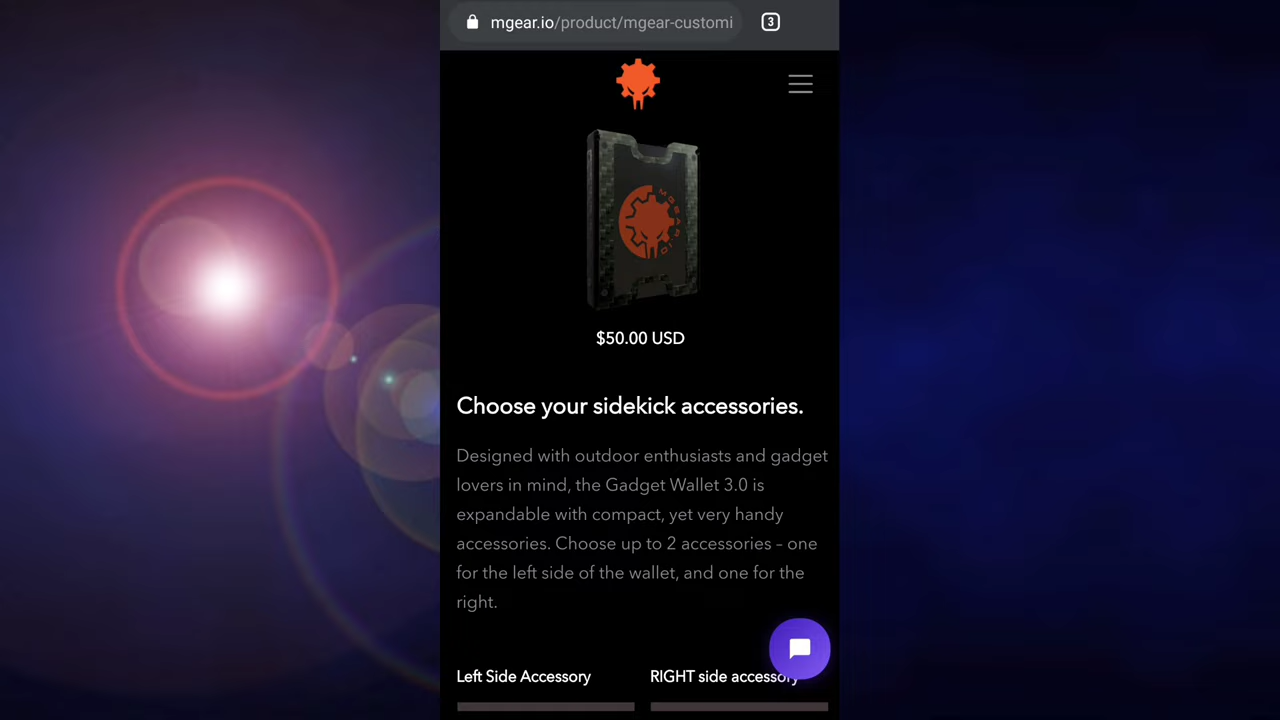 mgear.io/product/mgear-customi
3
MGEAR.IO
$50.00 USD
Choose your sidekick accessories.
Designed with outdoor enthusiasts and gadget
lovers in mind, the Gadget Wallet 3.0 is
expandable with compact, yet very handy
accessories. Choose up to 2 accessories – one
for the left side of the wallet, and one for the
right.
Left Side Accessory
RIGHT side accessory